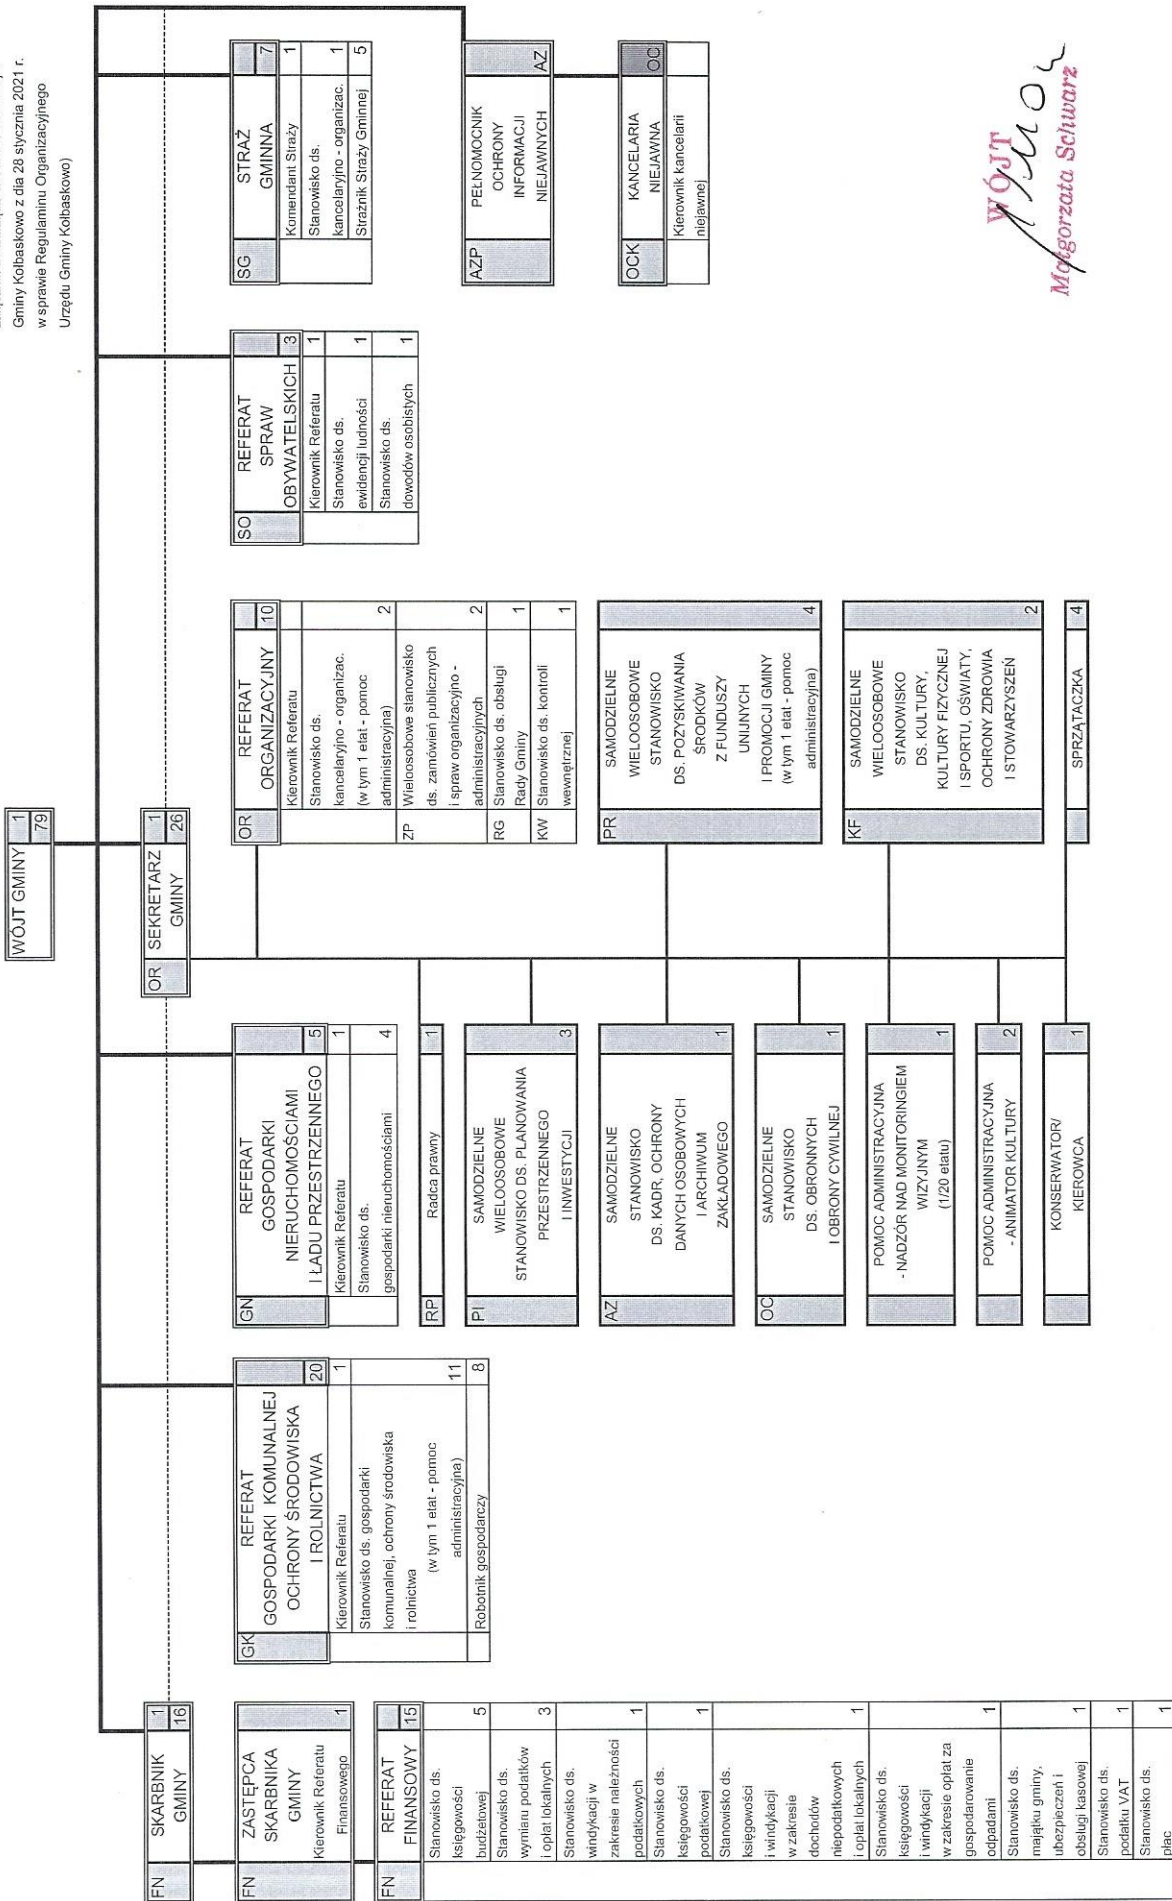 Gminy Kołbaskowo z dnia 28 stycznia 2021 r.
w sprawie Regulaminu Organizacyjnego
Urzędu Gminy Kołbaskowo)
WÓJT GMINY 1
79
OR SEKRETARZ 1
GMINY 26
FN SKARBNIK 1
GMINY 16
FN ZASTĘPCA
SKARBNIKA
GMINY
Kierownik Referatu
Finansowego 1
FN REFERAT 15
FINANSOWY
Stanowisko ds.
księgowości
budżetowej 5
Stanowisko ds.
wymiaru podatków
i opłat lokalnych 3
Stanowisko ds.
windykacji w
zakresie należności
podatkowych 1
Stanowisko ds.
księgowości
podatkowej 1
Stanowisko ds.
księgowości
i windykacji
w zakresie
dochodów
niepodatkowych
i opłat lokalnych 1
Stanowisko ds.
księgowości
i windykacji
w zakresie opłat za
gospodarowanie
odpadami 1
Stanowisko ds.
majątku gminy,
ubezpieczeń i
obsługi kasowej 1
Stanowisko ds.
podatku VAT 1
Stanowisko ds.
płac 1
GK REFERAT
GOSPODARKI KOMUNALNEJ
OCHRONY ŚRODOWISKA
I ROLNICTWA 20
Kierownik Referatu 1
Stanowisko ds. gospodarki
komunalnej, ochrony środowiska
i rolnictwa
(w tym 1 etat - pomoc
administracyjna) 11
Robotnik gospodarczy 8
GN REFERAT
GOSPODARKI
NIERUCHOMOŚCIAMI
I ŁADU PRZESTRZENNEGO 5
Kierownik Referatu 1
Stanowisko ds.
gospodarki nieruchomościami 4
RP Radca prawny 1
PI SAMODZIELNE
WIELOOSOBOWE
STANOWISKO DS. PLANOWANIA
PRZESTRZENNEGO
I INWESTYCJI 3
AZ SAMODZIELNE
STANOWISKO
DS. KADR, OCHRONY
DANYCH OSOBOWYCH
I ARCHIWUM
ZAKŁADOWEGO 1
OC SAMODZIELNE
STANOWISKO
DS. OBRONNYCH
I OBRONY CYWILNEJ 1
POMOC ADMINISTRACYJNA
- NADZÓR NAD MONITORINGIEM
WIZYJNYM
(1/20 etatu) 1
POMOC ADMINISTRACYJNA
- ANIMATOR KULTURY 2
KONSERWATOR/
KIEROWCA 1
OR REFERAT
ORGANIZACYJNY 10
Kierownik Referatu
Stanowisko ds.
kancelaryjno - organizac.
(w tym 1 etat - pomoc
administracyjna) 2
ZP Wieloosobowe stanowisko
ds. zamówień publicznych
i spraw organizacyjno -
administracyjnych 2
RG Stanowisko ds. obsługi
Rady Gminy 1
KW Stanowisko ds. kontroli
wewnętrznej 1
PR SAMODZIELNE
WIELOOSOBOWE
STANOWISKO
DS. POZYSKIWANIA
ŚRODKÓW
Z FUNDUSZY
UNIJNYCH
I PROMOCJI GMINY
(w tym 1 etat - pomoc
administracyjna) 4
KF SAMODZIELNE
WIELOOSOBOWE
STANOWISKO
DS. KULTURY,
KULTURY FIZYCZNEJ
I SPORTU, OŚWIATY,
OCHRONY ZDROWIA
I STOWARZYSZEŃ 2
SPRZĄTACZKA 4
SO REFERAT
SPRAW
OBYWATELSKICH 3
Kierownik Referatu 1
Stanowisko ds.
ewidencji ludności 1
Stanowisko ds.
dowodów osobistych 1
SG STRAŻ
GMINNA 7
Komendant Straży 1
Stanowisko ds.
kancelaryjno - organizac. 1
Strażnik Straży Gminnej 5
AZP PEŁNOMOCNIK
OCHRONY
INFORMACJI
NIEJAWNYCH AZ
OCK KANCELARIA
NIEJAWNA OC
Kierownik kancelarii
niejawnej
WÓJT
Małgorzata Schwarz